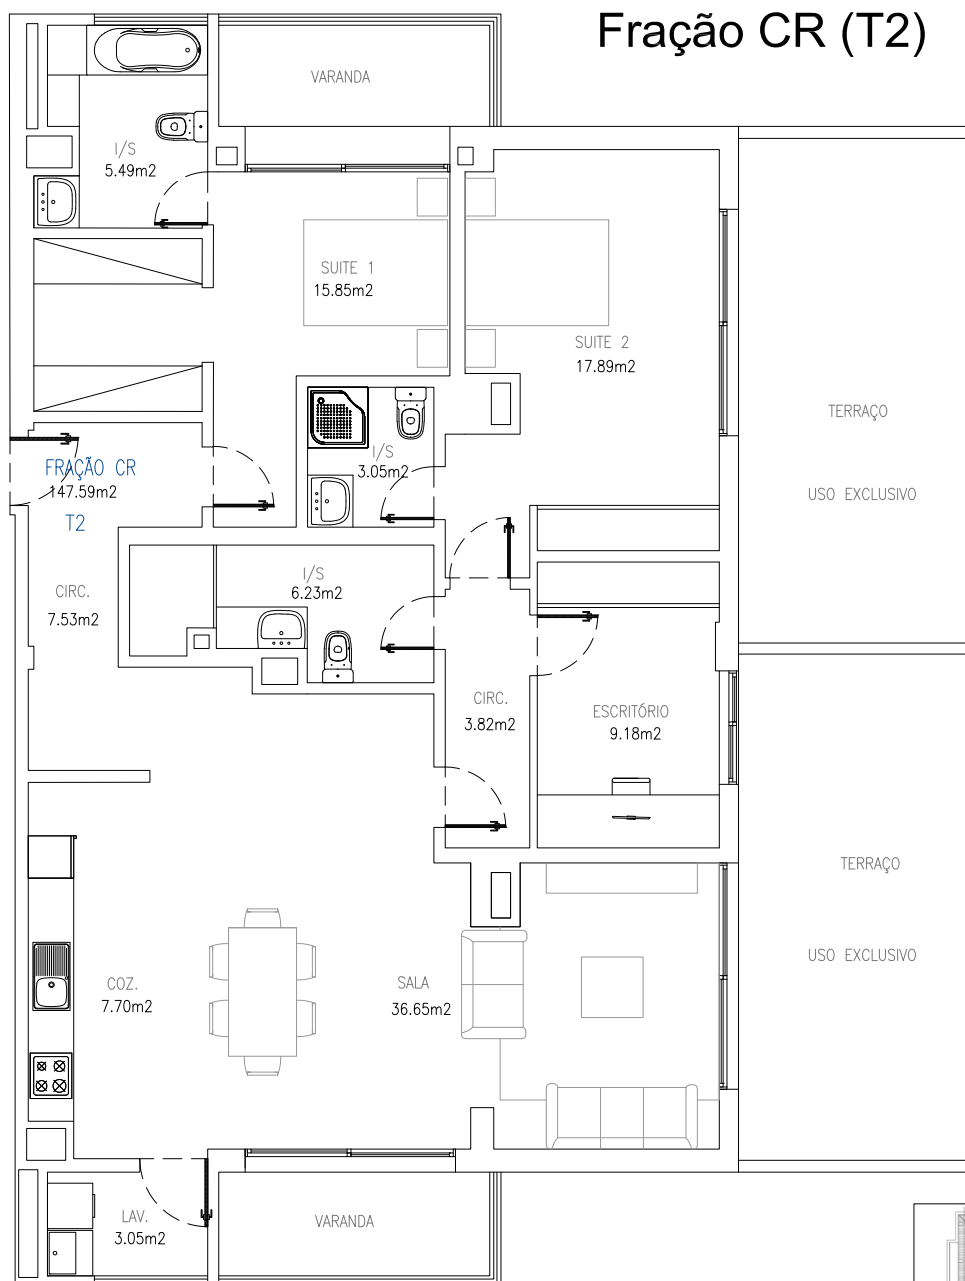 Fração CR (T2)
VARANDA
I/S
5.49m2
SUITE 1
15.85m2
SUITE 2
17.89m2
TERRAÇO
USO EXCLUSIVO
I/S
3.05m2
FRAÇÃO CR
147.59m2
T2
I/S
6.23m2
CIRC.
7.53m2
CIRC.
3.82m2
ESCRITÓRIO
9.18m2
TERRAÇO
USO EXCLUSIVO
COZ.
7.70m2
SALA
36.65m2
LAV.
3.05m2
VARANDA